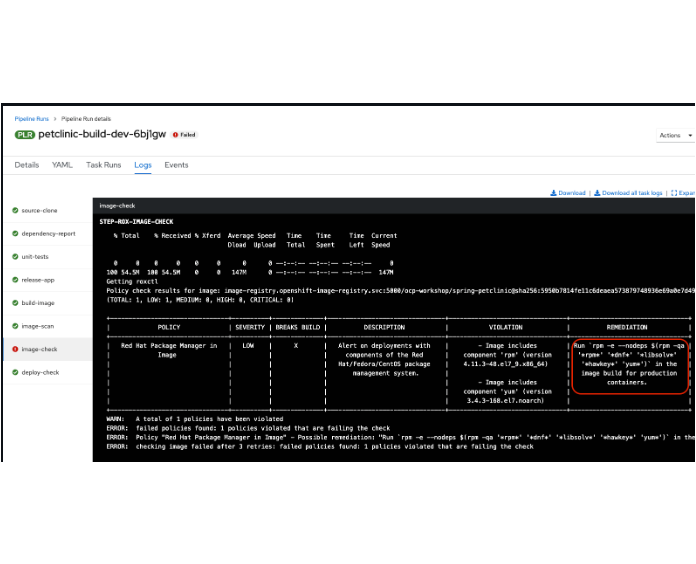 Pipeline Runs > Pipeline Run details
PLR petclinic-build-dev-6bj1gw Failed
Actions
Details YAML Task Runs Logs Events
Download | Download all task logs | Expan
source-clone
dependency-report
unit-tests
release-app
build-image
image-scan
image-check
deploy-check
image-check
STEP-ROX-IMAGE-CHECK
% Total % Received % Xferd Average Speed Time Time Time Current
Dload Upload Total Spent Left Speed
0 0 0 0 0 0 0 0 --:--:-- --:--:-- --:--:-- 0
100 54.5M 100 54.5M 0 0 147M 0 --:--:-- --:--:-- --:--:-- 147M
Getting roxctl
Policy check results for image: image-registry.openshift-image-registry.svc:5000/ocp-workshop/spring-petclinic@sha256:
(TOTAL: 1, LOW: 1, MEDIUM: 0, HIGH: 0, CRITICAL: 0)
POLICY | SEVERITY | BREAKS BUILD | DESCRIPTION | VIOLATION | REMEDIATION
Red Hat Package Manager in | LOW | X | Alert on deployments with | - Image includes | Run `rpm -e --nodeps $(rpm -qa
Image | components of the Red | component 'rpm' (version | '*rpm*' '*dnf*' '*libsolv*'
Hat/Fedora/CentOS package | 4.11.3-48.el7_9.x86_64) | '*hawkey*' 'yum*')` in the
management system. | image build for production
- Image includes | containers.
component 'yum' (version
3.4.3-168.el7.noarch)
WARN: A total of 1 policies have been violated
ERROR: failed policies found: 1 policies violated that are failing the check
ERROR: Policy "Red Hat Package Manager in Image" - Possible remediation: "Run `rpm -e --nodeps $(rpm -qa '*rpm*' '*dnf*' '*libsolv*' '*hawkey*' 'yum*')` in the
ERROR: checking image failed after 3 retries: failed policies found: 1 policies violated that are failing the check